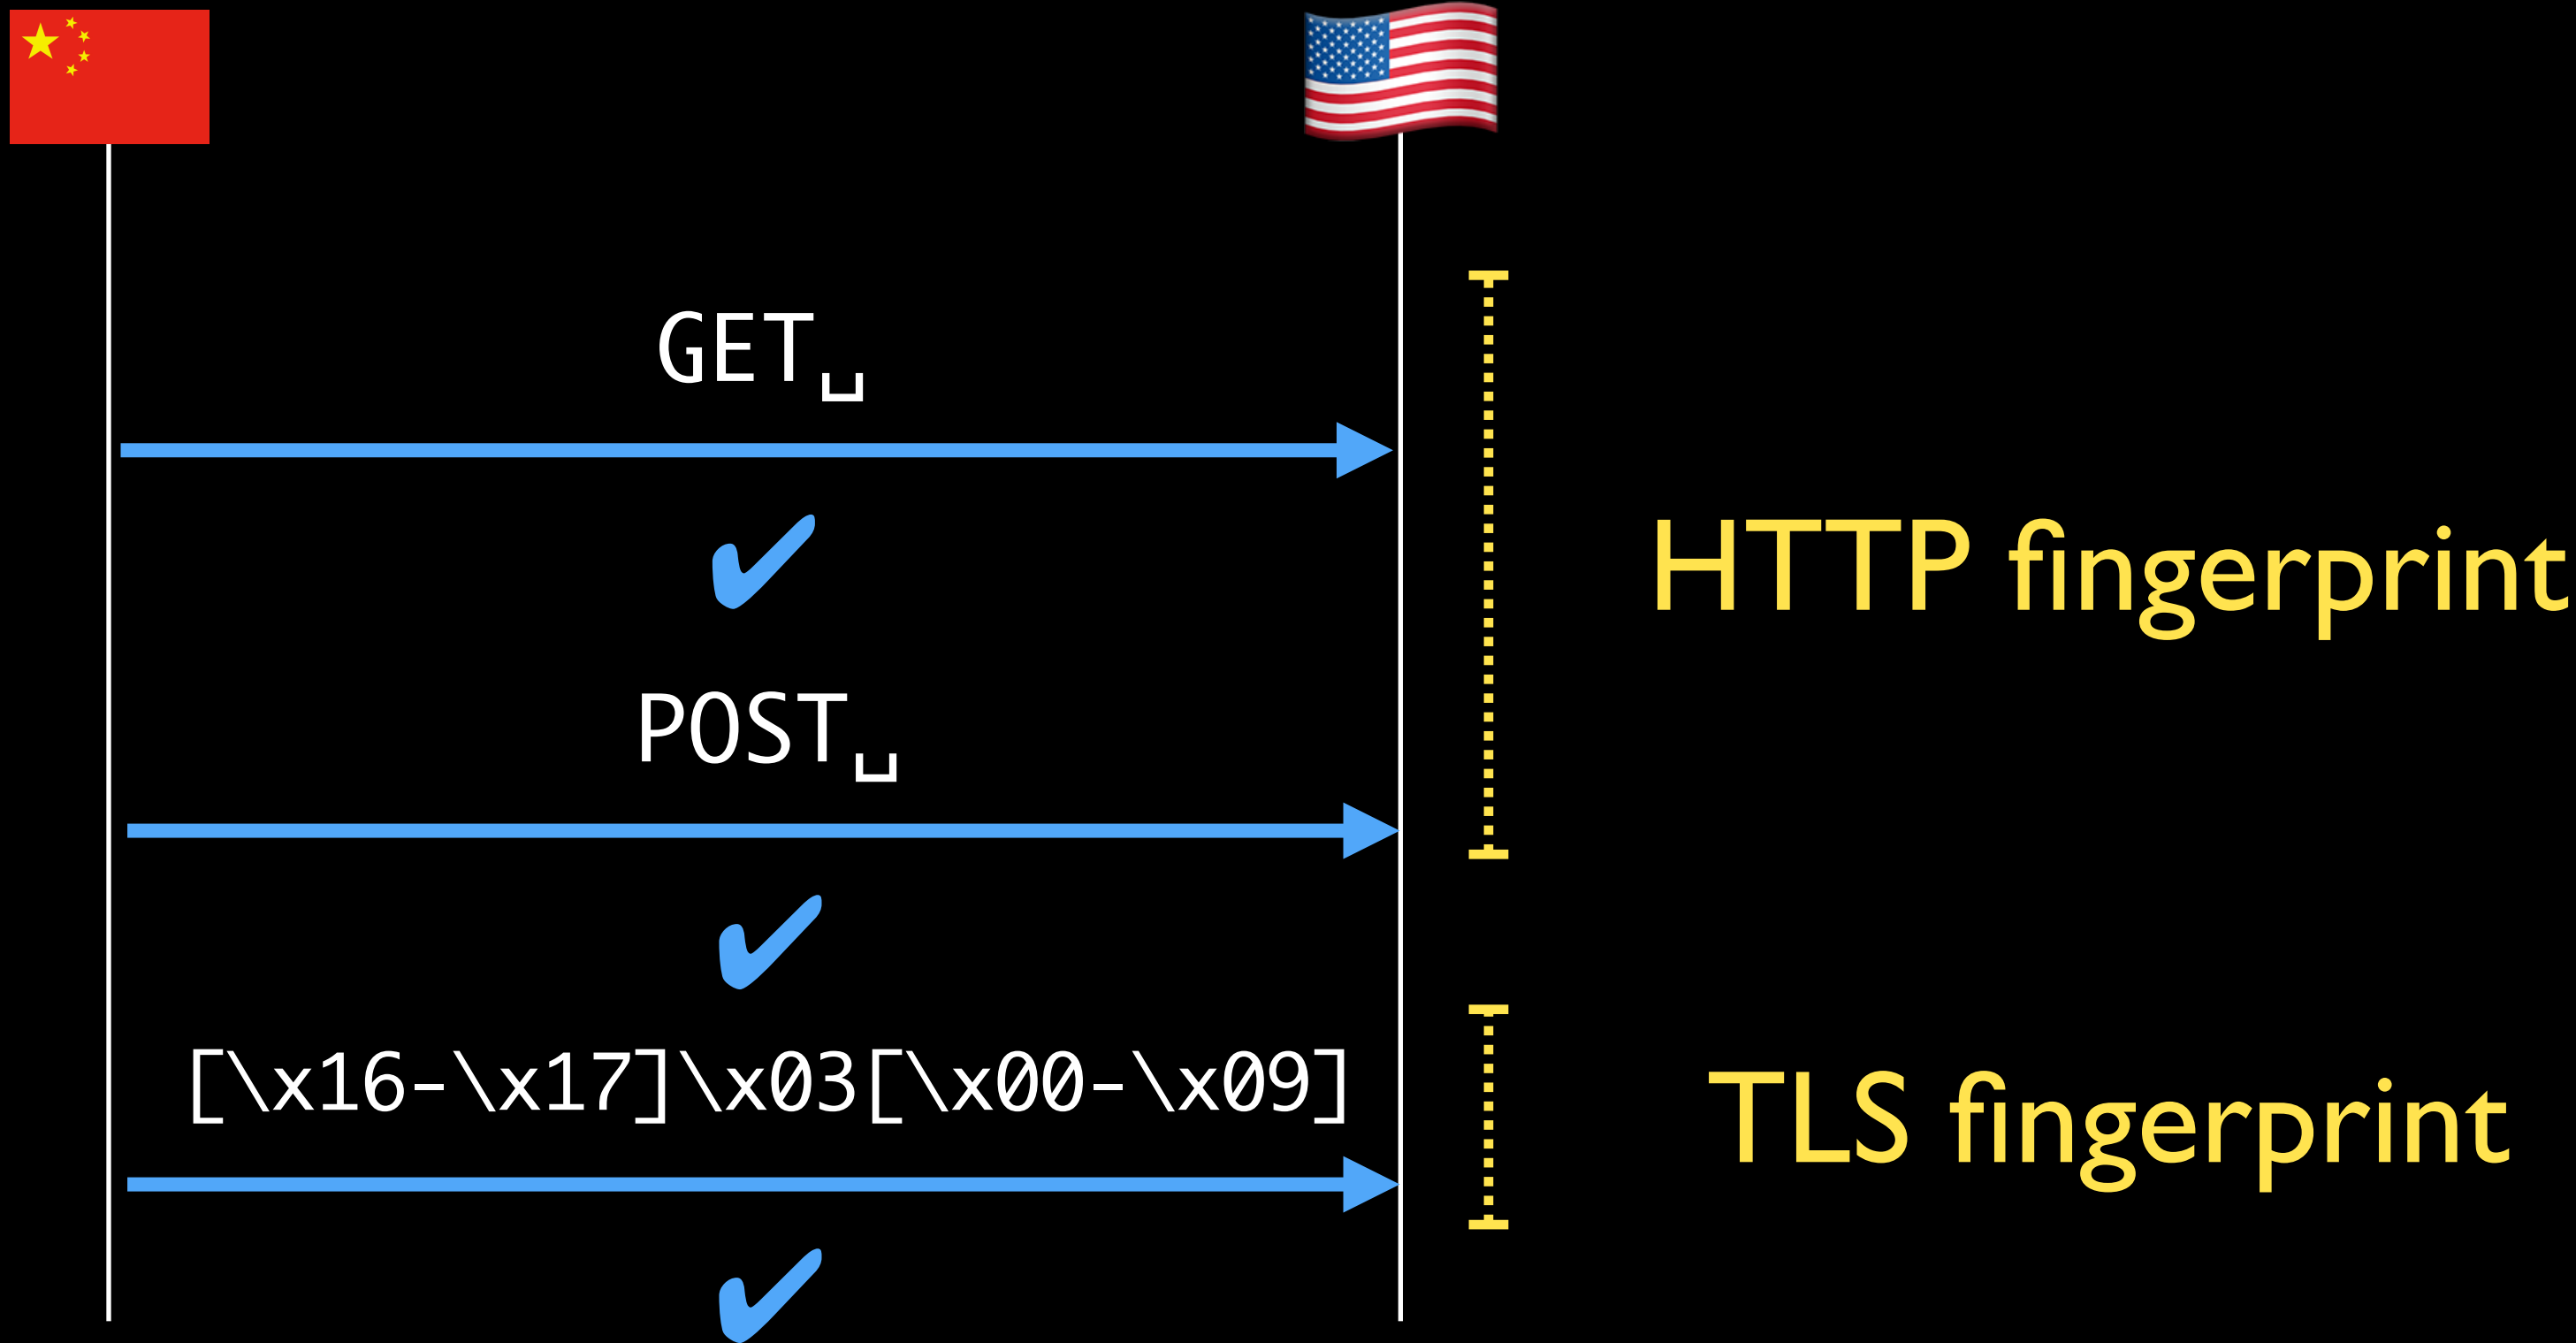 GET␣
POST␣
HTTP fingerprint
[\x16-\x17]\x03[\x00-\x09]
TLS fingerprint